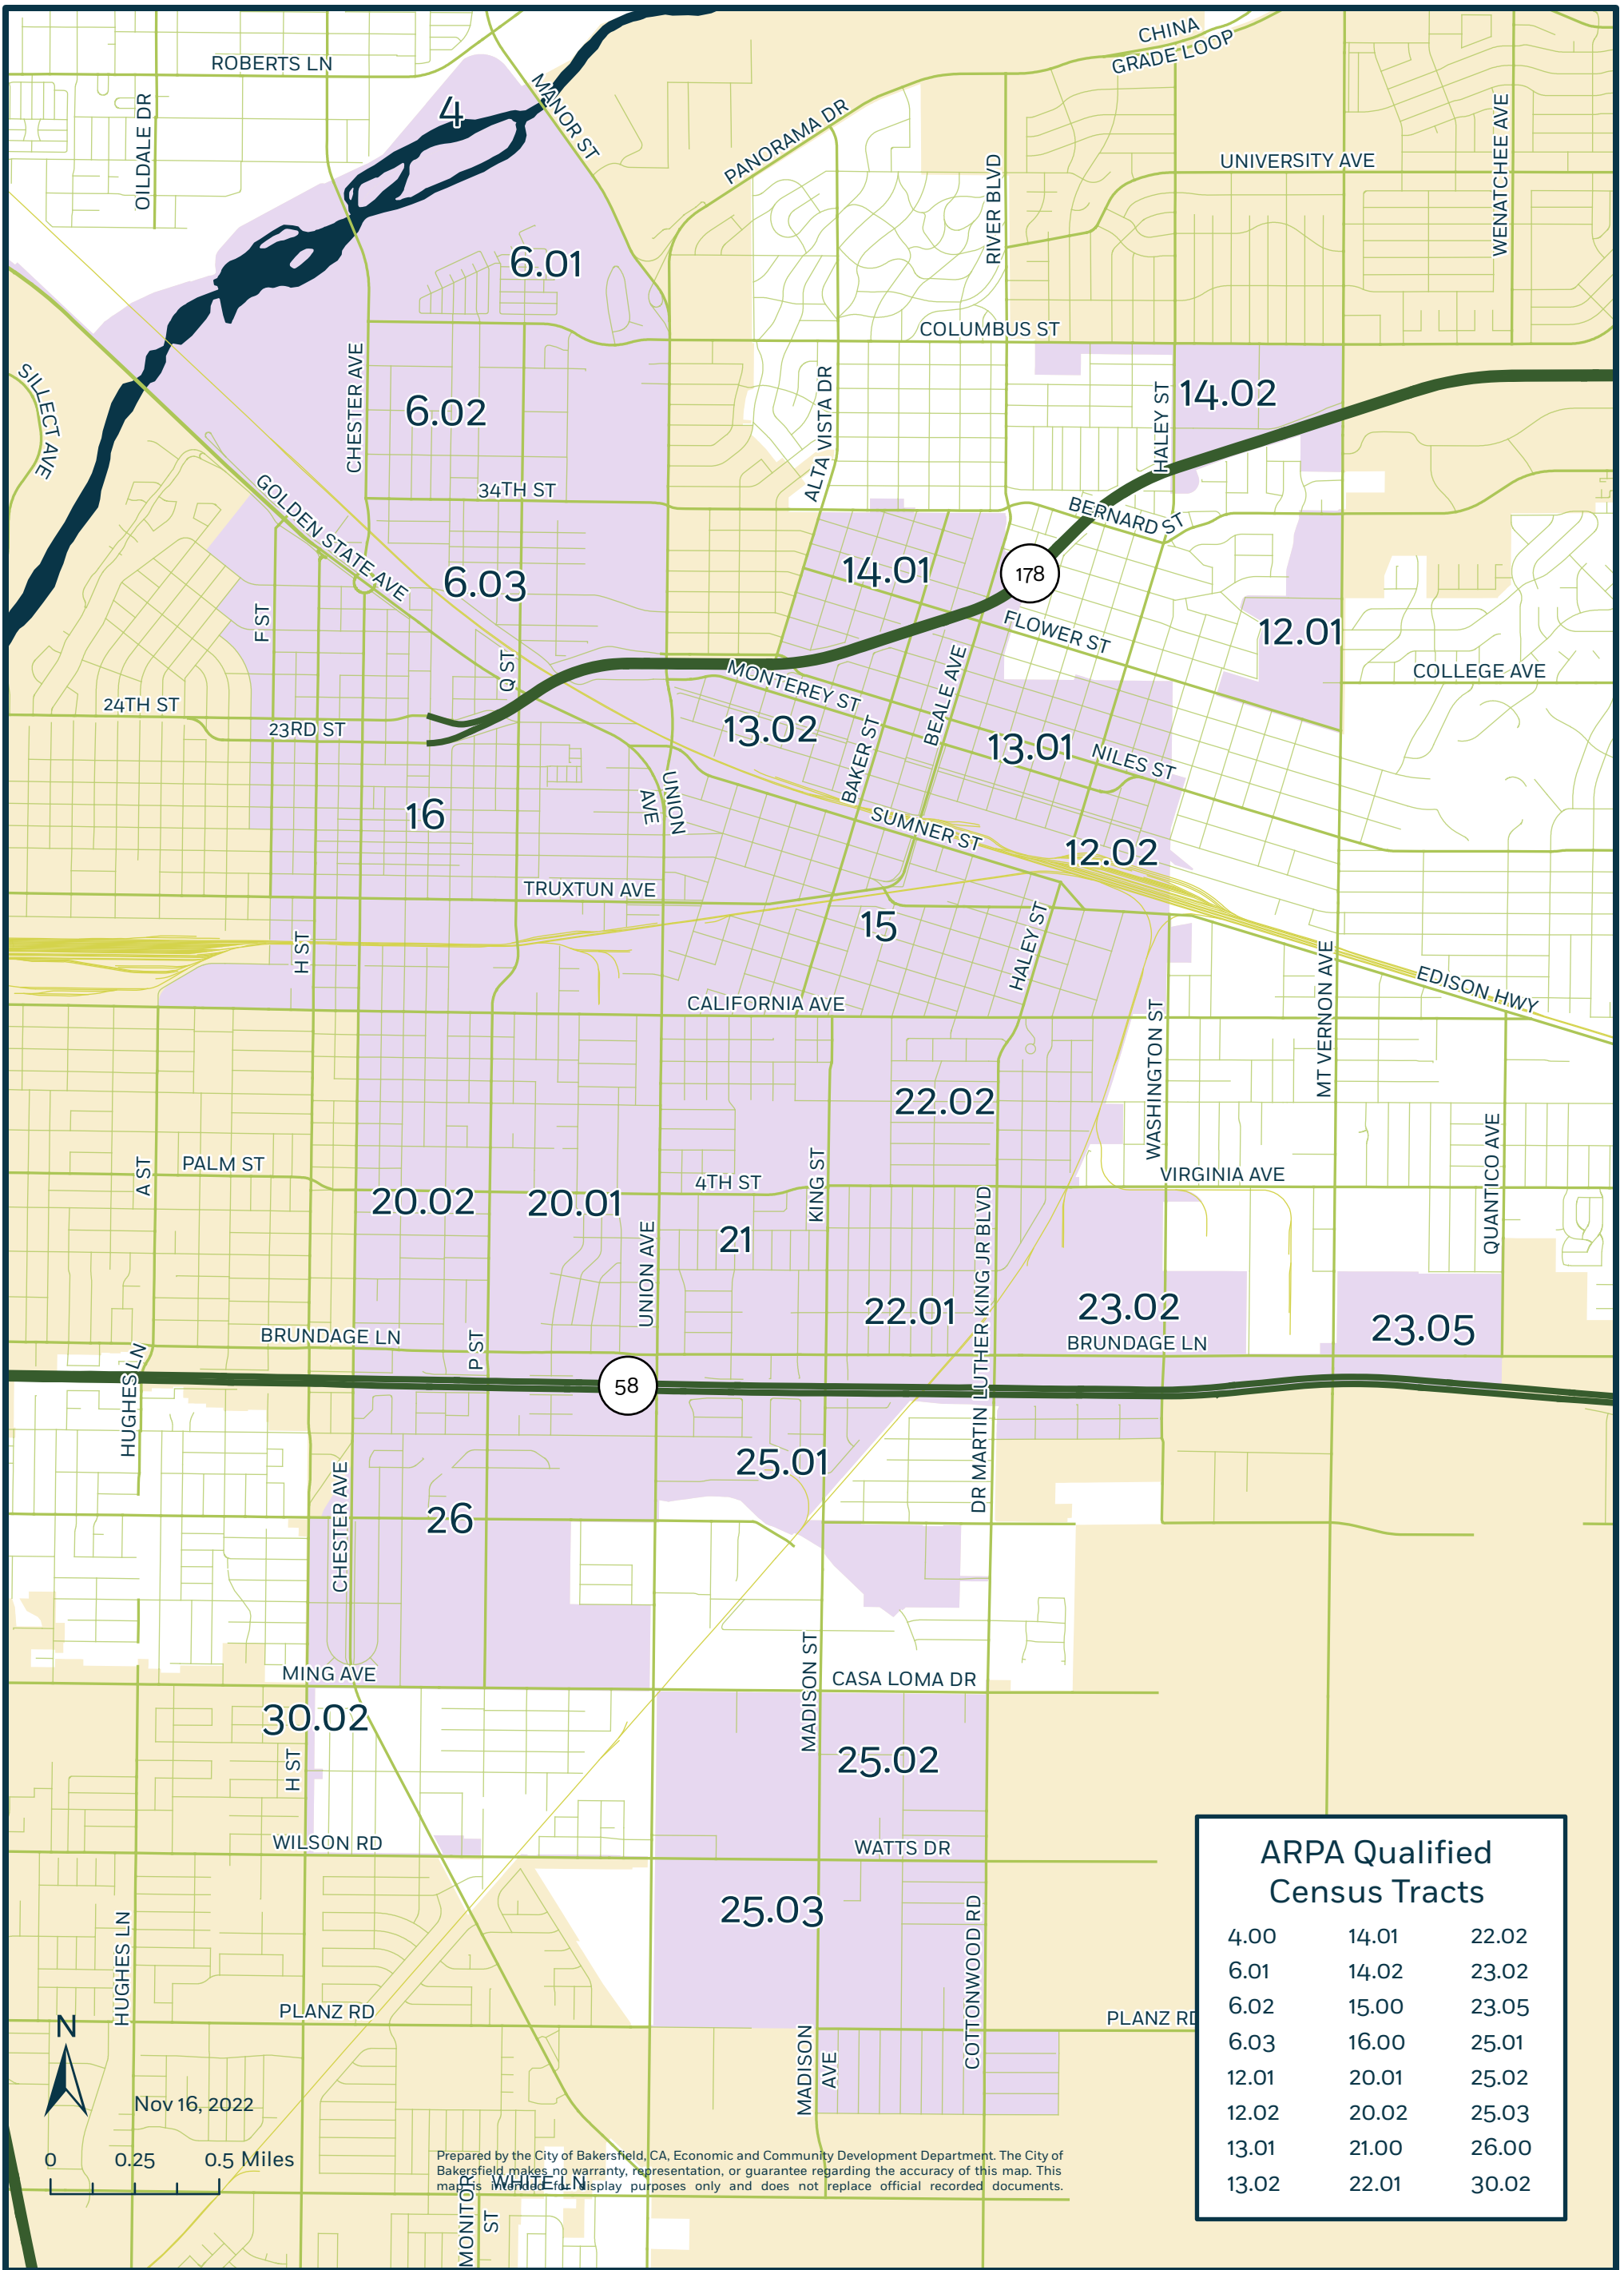 CHINA
GRADE LOOP
ROBERTS LN
OILDALE DR
4
MANOR ST
PANORAMA DR
RIVER BLVD
UNIVERSITY AVE
WENATCHEE AVE
6.01
COLUMBUS ST
SILLECT AVE
CHESTER AVE
6.02
ALTA VISTA DR
HALEY ST
14.02
34TH ST
GOLDEN STATE AVE
BERNARD ST
6.03
14.01
178
F ST
FLOWER ST
12.01
Q ST
MONTEREY ST
BEALE AVE
COLLEGE AVE
24TH ST
23RD ST
13.02
BAKER ST
13.01
NILES ST
16
UNION
AVE
SUMNER ST
12.02
TRUXTUN AVE
15
H ST
HALEY ST
EDISON HWY
CALIFORNIA AVE
WASHINGTON ST
MT VERNON AVE
22.02
A ST
PALM ST
4TH ST
KING ST
VIRGINIA AVE
QUANTICO AVE
20.02
20.01
21
UNION AVE
DR MARTIN LUTHER KING JR BLVD
22.01
23.02
23.05
BRUNDAGE LN
P ST
BRUNDAGE LN
HUGHES LN
58
25.01
CHESTER AVE
26
MADISON ST
MING AVE
CASA LOMA DR
30.02
H ST
25.02
WILSON RD
WATTS DR
25.03
HUGHES LN
COTTONWOOD RD
PLANZ RD
PLANZ RD
MADISON
AVE
ARPA Qualified
Census Tracts
4.00 14.01 22.02
6.01 14.02 23.02
6.02 15.00 23.05
6.03 16.00 25.01
12.01 20.01 25.02
12.02 20.02 25.03
13.01 21.00 26.00
13.02 22.01 30.02
N
Nov 16, 2022
0 0.25 0.5 Miles
Prepared by the City of Bakersfield, CA, Economic and Community Development Department. The City of
Bakersfield makes no warranty, representation, or guarantee regarding the accuracy of this map. This
map is intended for display purposes only and does not replace official recorded documents.
WHITE LN
MONITOR
ST